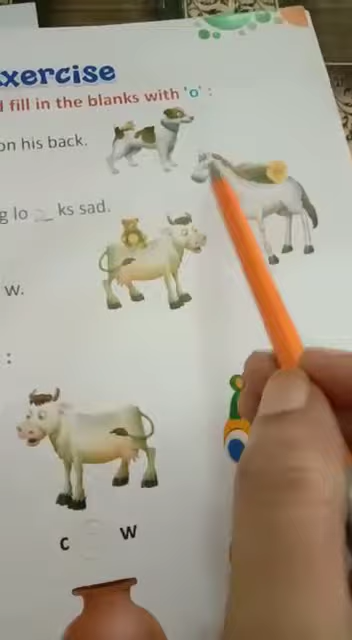 xercise
fill in the blanks with 'o' :
on his back.
g lo _ ks sad.
w.
:
c w